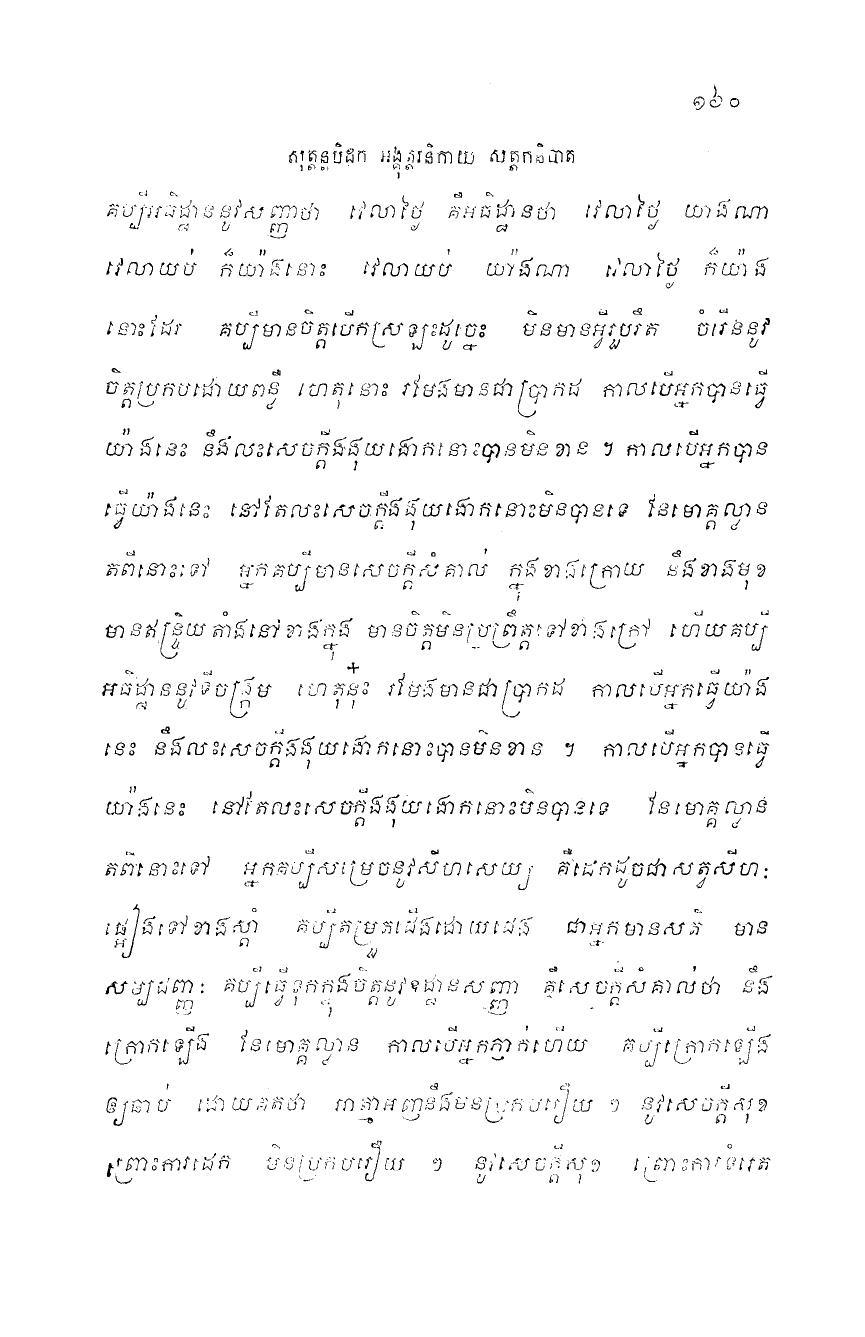 ១៦០
សុត្តន្តបិដក អង្គុត្តរនិកាយ សត្តកនិបាត
គប្បីអធិដ្ឋាននូវសញ្ញាថា វេលាថ្ងៃ គឺអធិដ្ឋានថា វេលាថ្ងៃ យ៉ាងណា
វេលាយប់ ក៏យ៉ាងនោះ វេលាយប់ យ៉ាងណា វេលាថ្ងៃ ក៏យ៉ាង
នោះដែរ គប្បីមានចិត្តបើកស្រឡះដូច្នេះ មិនមានអ្វីរួបរឹត ចំរើននូវ
ចិត្តប្រកបដោយពន្លឺ ហេតុនោះ រមែងមានជាប្រាកដ កាលបើអ្នកបានធ្វើ
យ៉ាងនេះ នឹងលះសេចក្តីងងុយងោកនោះបានមិនខាន ។ កាលបើអ្នកបាន
ធ្វើយ៉ាងនេះ នៅតែលះសេចក្តីងងុយងោកនោះមិនបានទេ នែមោគ្គល្លាន
តពីនោះទៅ អ្នកគប្បីមានសេចក្តីសំគាល់ ក្នុងខាងក្រោយ នឹងខាងមុខ
មានឥន្ទ្រិយតាំងនៅខាងក្នុង មានចិត្តមិនប្រព្រឹត្តទៅខាងក្រៅ ហើយគប្បី
អធិដ្ឋាននូវទីចង្រ្កម ហេតុនុ៎ះ រមែងមានជាប្រាកដ កាលបើអ្នកធ្វើយ៉ាង
នេះ នឹងលះសេចក្តីងងុយងោកនោះបានមិនខាន ។ កាលបើអ្នកបានធ្វើ
យ៉ាងនេះ នៅតែលះសេចក្តីងងុយងោកនោះមិនបានទេ នែមោគ្គល្លាន
តពីនោះទៅ អ្នកគប្បីសម្រេចនូវសីហសេយ្យ គឺដេកដូចជាសត្វសីហៈ
ផ្អៀងទៅខាងស្តាំ គប្បីតម្រួតជើងដោយជើង ជាអ្នកមានសតិ មាន
សម្បជញ្ញៈ គប្បីធ្វើទុកក្នុងចិត្តនូវឧដ្ឋានសញ្ញា គឺសេចក្តីសំគាល់ថា នឹង
ក្រោកឡើង នែមោគ្គល្លាន កាលបើអ្នកភ្ញាក់ហើយ គប្បីក្រោកឡើង
ឲ្យឆាប់ ដោយគិតថា អាត្មាអញនឹងមិនប្រកបរឿយ ៗ នូវសេចក្តីសុខ
ព្រោះការដេក មិនប្រកបរឿយ ៗ នូវសេចក្តីសុខ ព្រោះការទំរេត